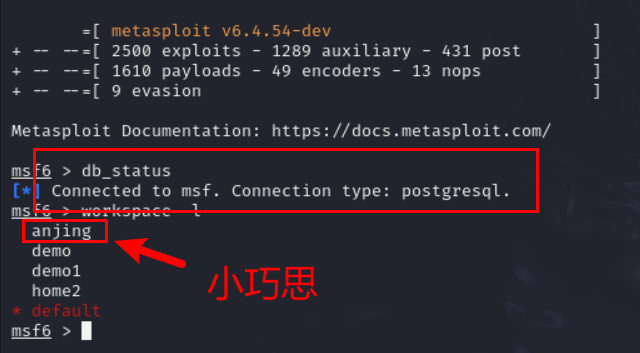 =[ metasploit v6.4.54-dev ]
+ -- --=[ 2500 exploits - 1289 auxiliary - 431 post ]
+ -- --=[ 1610 payloads - 49 encoders - 13 nops ]
+ -- --=[ 9 evasion ]
Metasploit Documentation: https://docs.metasploit.com/
msf6 > db_status
[*] Connected to msf. Connection type: postgresql.
msf6 > workspace -l
anjing
demo
demo1
home2
* default
msf6 >
小巧思